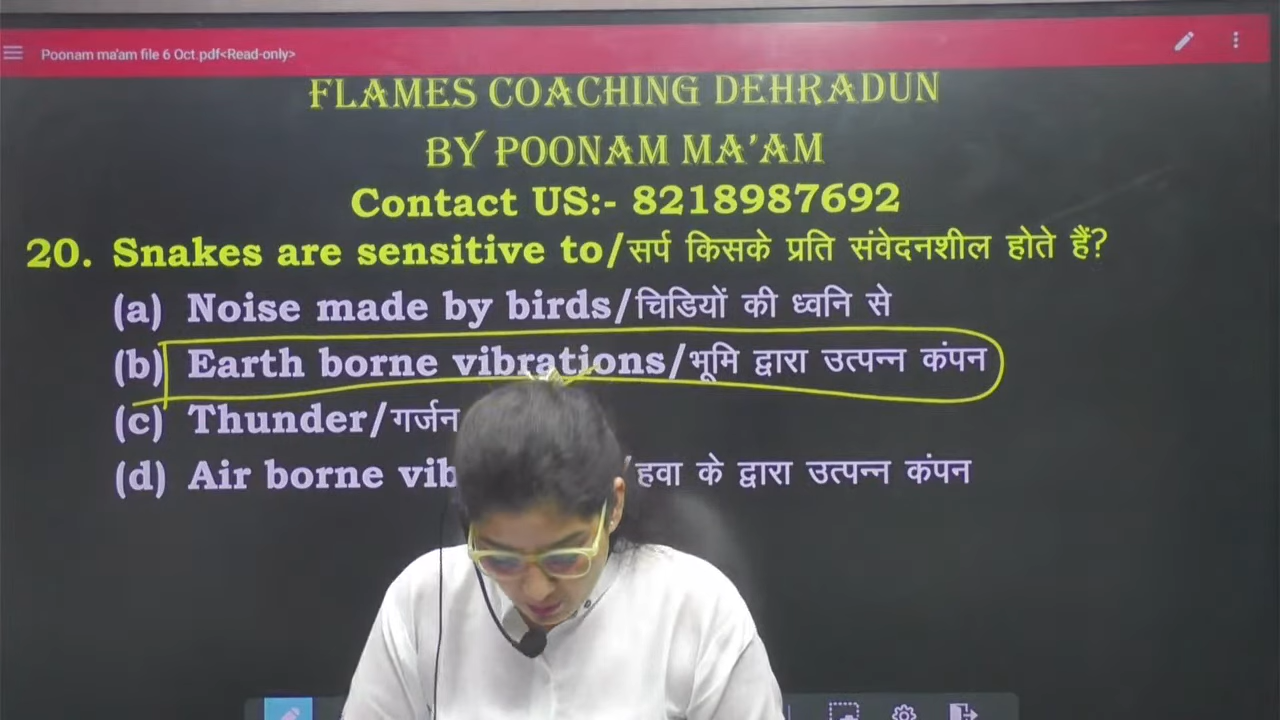 Poonam ma'am file 6 Oct.pdf<Read-only>
FLAMES COACHING DEHRADUN
BY POONAM MA'AM
Contact US:- 8218987692
20. Snakes are sensitive to/सर्प किसके प्रति संवेदनशील होते हैं?
(a) Noise made by birds/चिडियों की ध्वनि से
(b) Earth borne vibrations/भूमि द्वारा उत्पन्न कंपन
(c) Thunder/गर्जन
(d) Air borne हवा के द्वारा उत्पन्न कंपन